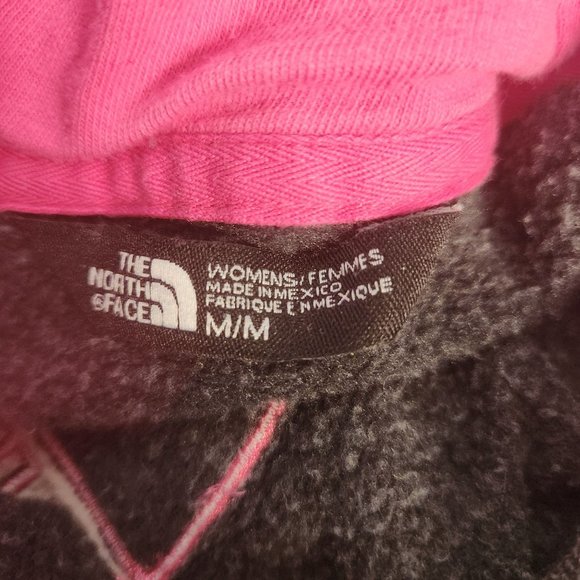 THE
NORTH
FACE
WOMENS/FEMMES
MADE IN MEXICO
FABRIQUE EN MEXIQUE
M/M